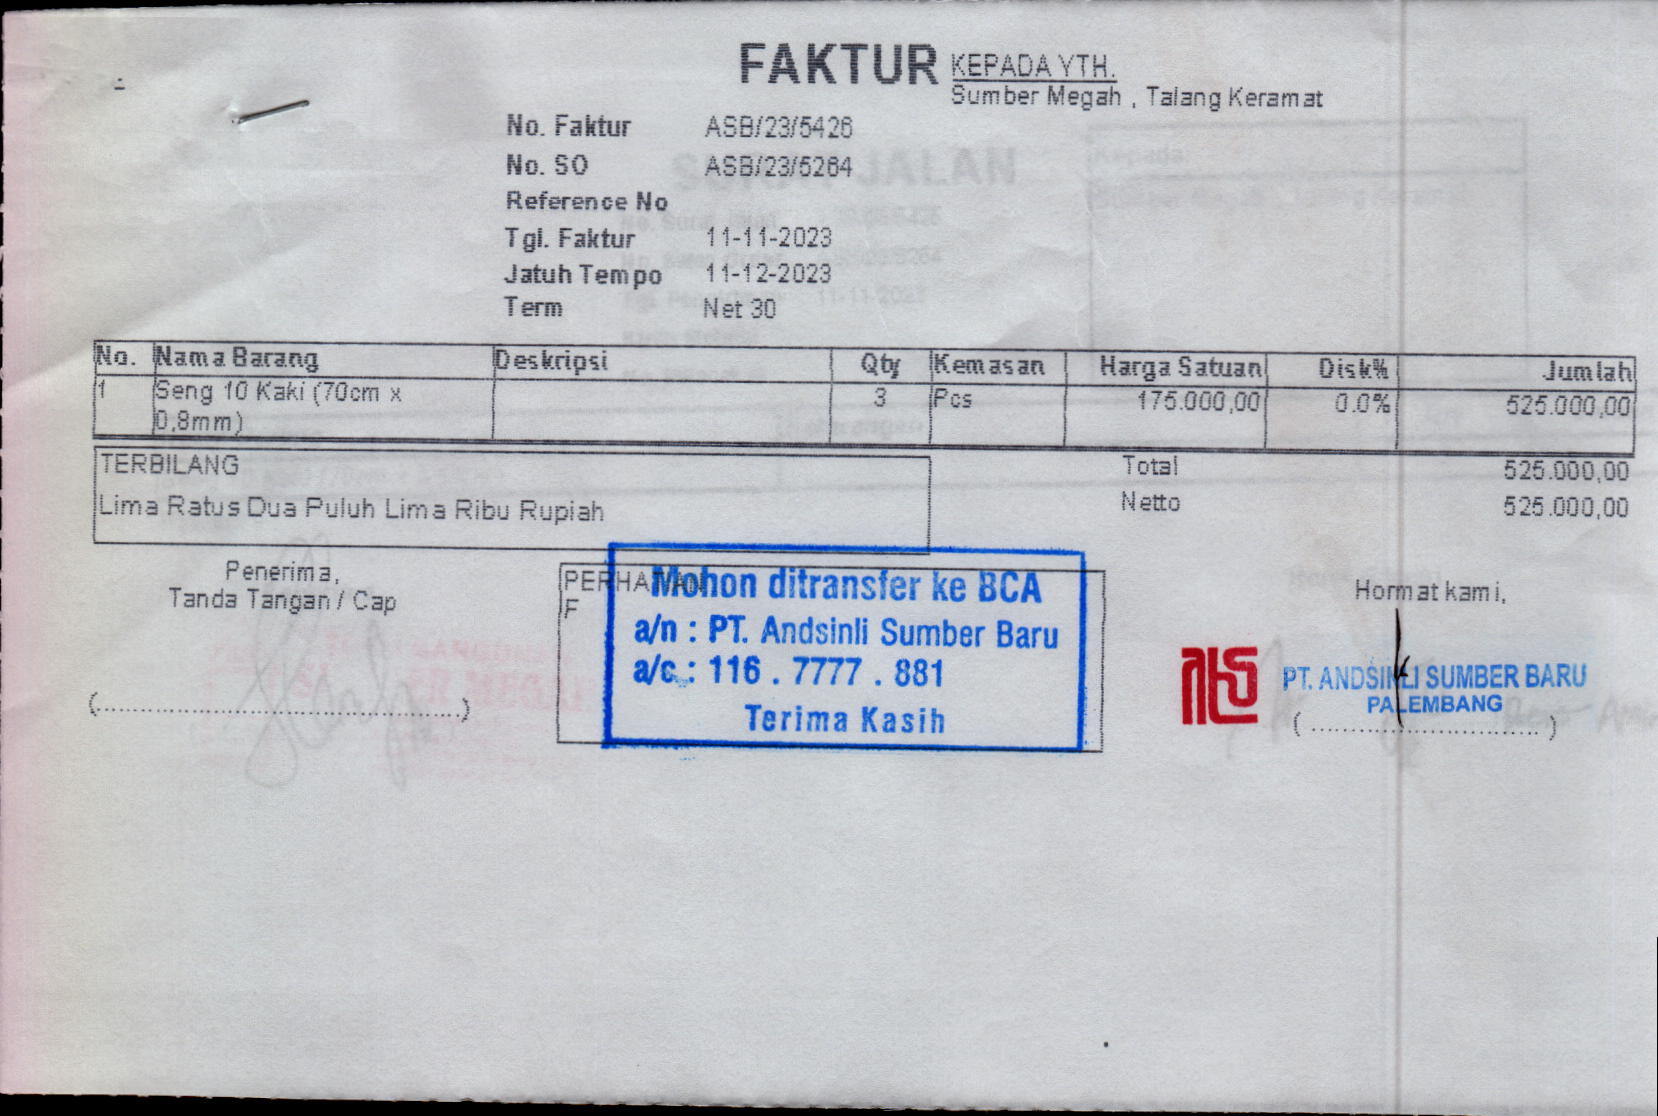 FAKTUR
KEPADA YTH.
Sumber Megah , Talang Keramat
No. Faktur ASB/23/5426
No. SO ASB/23/5264
Reference No
Tgl. Faktur 11-11-2023
Jatuh Tempo 11-12-2023
Term Net 30
No. Nama Barang Deskripsi Qty Kemasan Harga Satuan Disk% Jumlah
1 Seng 10 Kaki (70cm x 3 Pcs 175.000,00 0.0% 525.000,00
0,8mm)
TERBILANG
Lima Ratus Dua Puluh Lima Ribu Rupiah
Total 525.000,00
Netto 525.000,00
Penerima,
Tanda Tangan / Cap
(..............................................)
PERHATIAN
F
Mohon ditransfer ke BCA
a/n : PT. Andsinli Sumber Baru
a/c : 116 . 7777 . 881
Terima Kasih
Hormat kami,
PT. ANDSINLI SUMBER BARU
PALEMBANG
( ............................. )